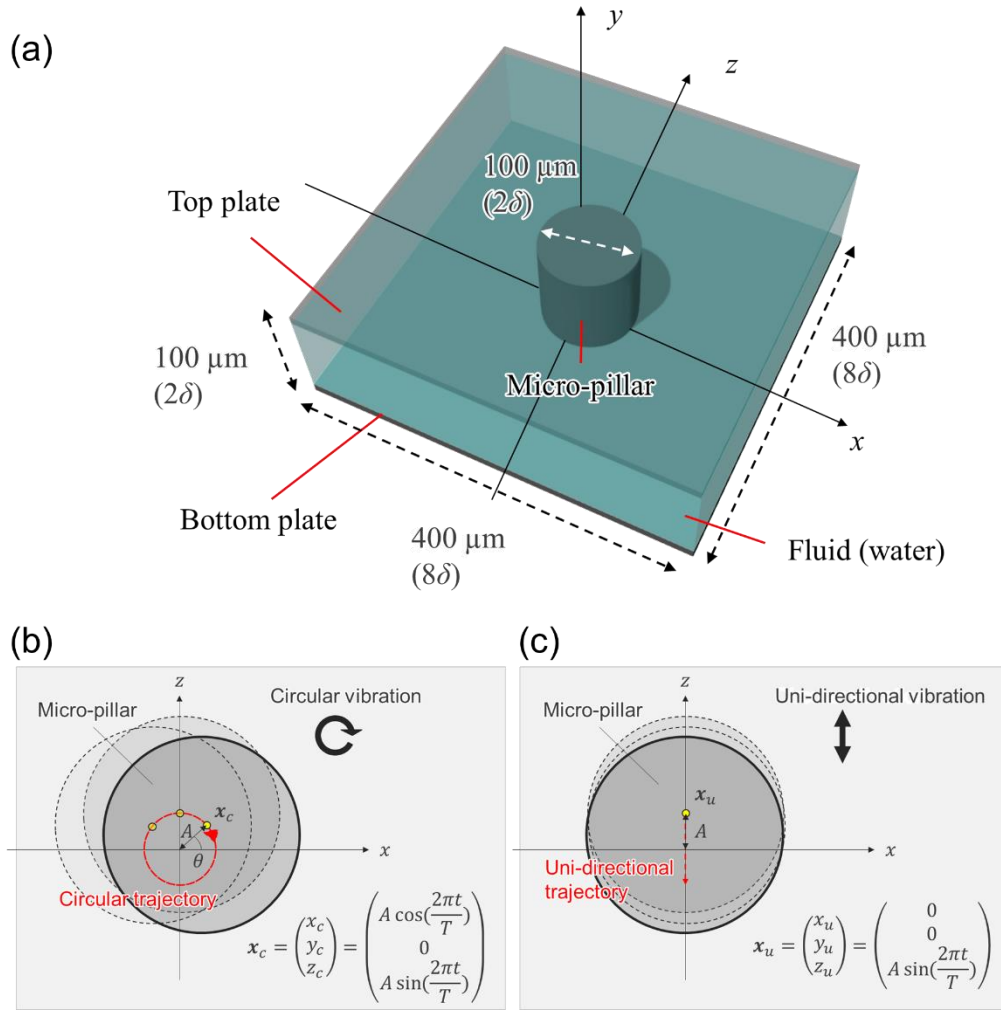 (a)
y
z
100 µm
(2δ)
Top plate
100 µm
(2δ)
400 µm
(8δ)
Micro-pillar
x
Bottom plate
400 µm
(8δ)
Fluid (water)
(b)
z
Circular vibration
Micro-pillar
x_c
A
θ
x
Circular trajectory
x_c = (x_c y_c z_c) = (A cos(2πt/T) 0 A sin(2πt/T))
(c)
z
Uni-directional vibration
Micro-pillar
x_u
A
x
Uni-directional
trajectory
x_u = (x_u y_u z_u) = (0 0 A sin(2πt/T))